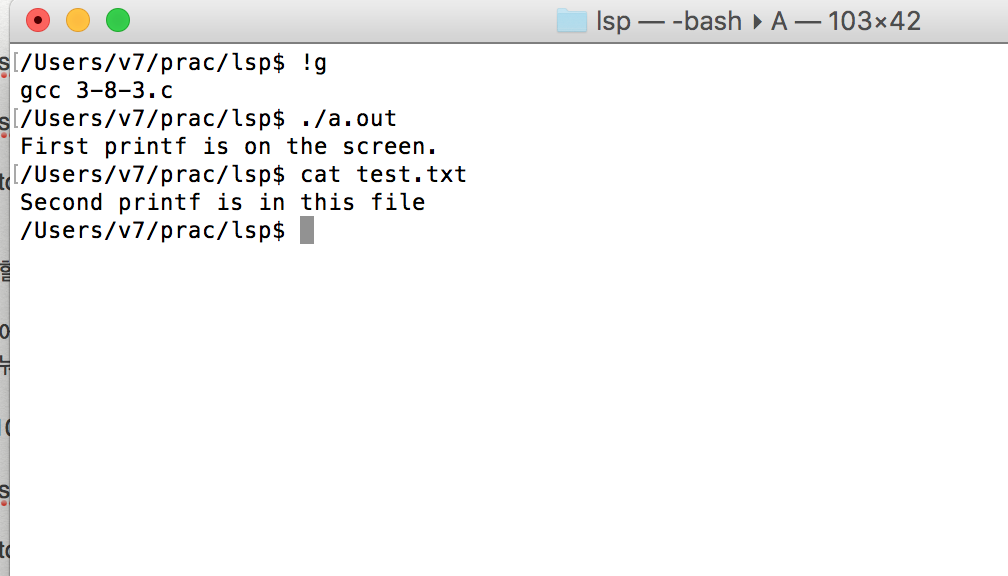 lsp — -bash ▸ A — 103×42
[/Users/v7/prac/lsp$ !g
gcc 3-8-3.c
[/Users/v7/prac/lsp$ ./a.out
First printf is on the screen.
[/Users/v7/prac/lsp$ cat test.txt
Second printf is in this file
/Users/v7/prac/lsp$